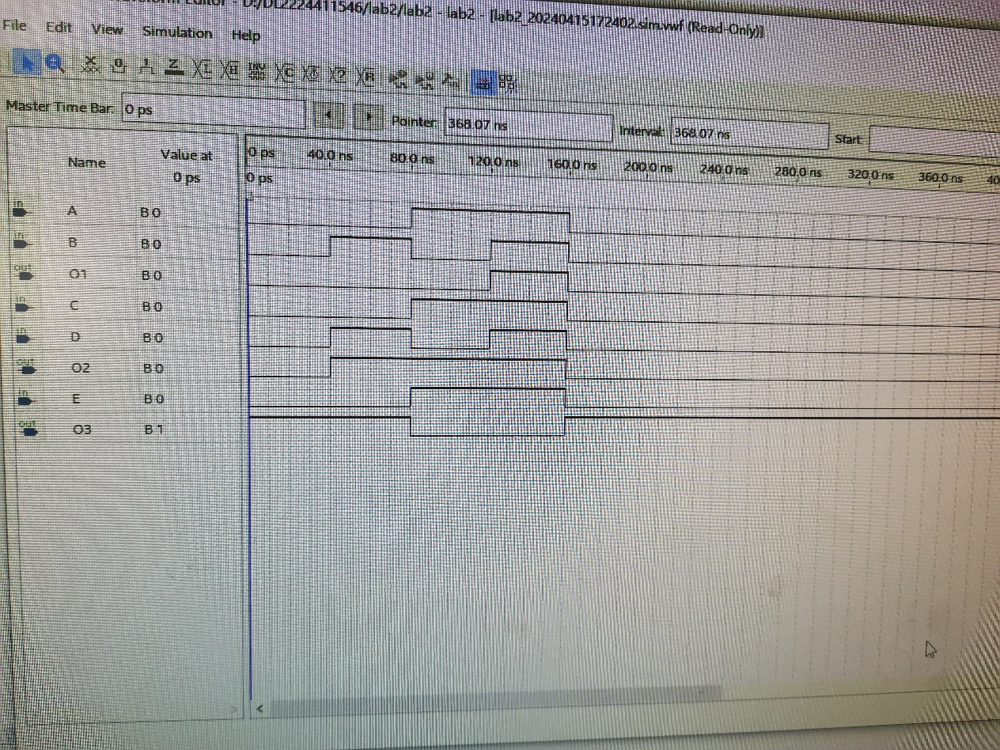 Editor - D:/DL2224411546/lab2/lab2 - lab2 - [lab2_20240415172402.sim.vwf (Read-Only)]
File Edit View Simulation Help
Master Time Bar: 0 ps Pointer: 368.07 ns Interval: 368.07 ns Start:
Name Value at 0 ps
0 ps 40.0 ns 80.0 ns 120.0 ns 160.0 ns 200.0 ns 240.0 ns 280.0 ns 320.0 ns 360.0 ns 40
0 ps
in A B 0
in B B 0
out O1 B 0
in C B 0
in D B 0
out O2 B 0
in E B 0
out O3 B 1